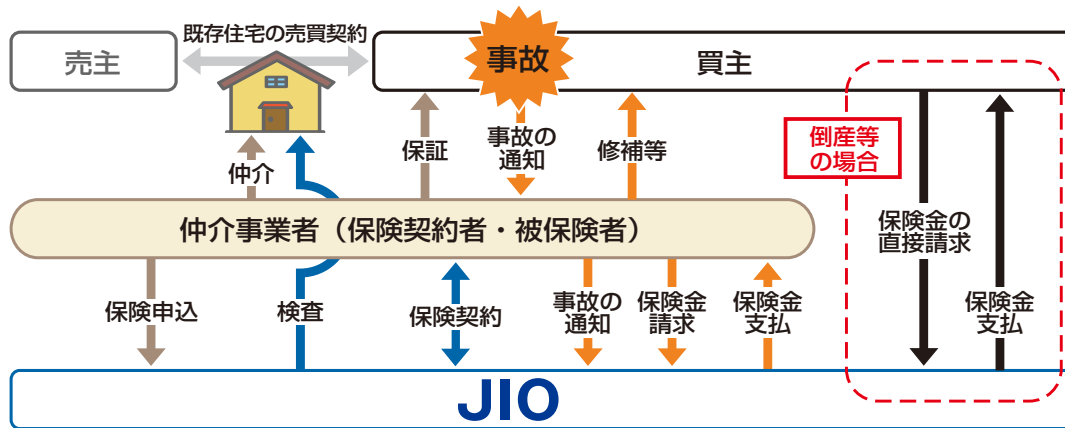 既存住宅の売買契約
売主
事故
買主
仲介
保証
事故の
通知
修補等
倒産等
の場合
仲介事業者（保険契約者・被保険者）
保険金の
直接請求
保険申込
検査
保険契約
事故の
通知
保険金
請求
保険金
支払
保険金
支払
JIO